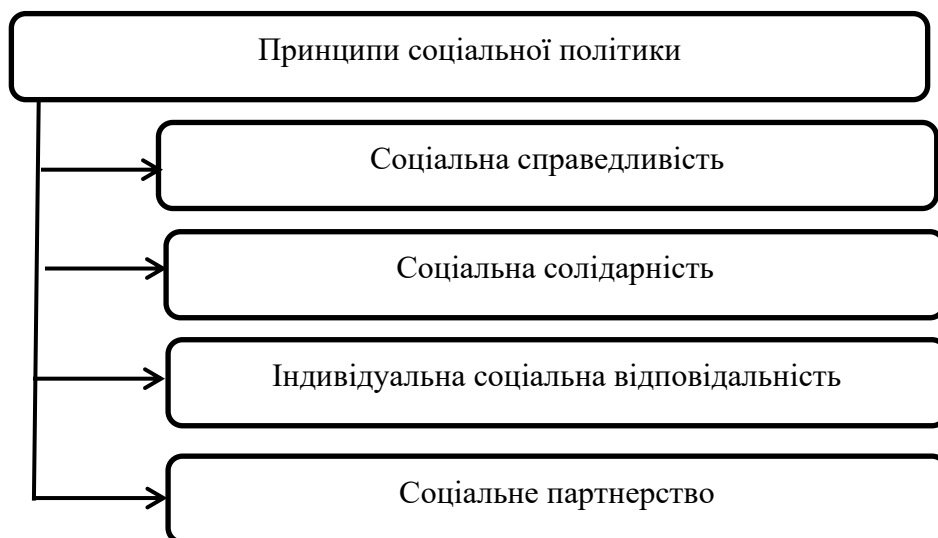 Принципи соціальної політики
Соціальна справедливість
Соціальна солідарність
Індивідуальна соціальна відповідальність
Соціальне партнерство